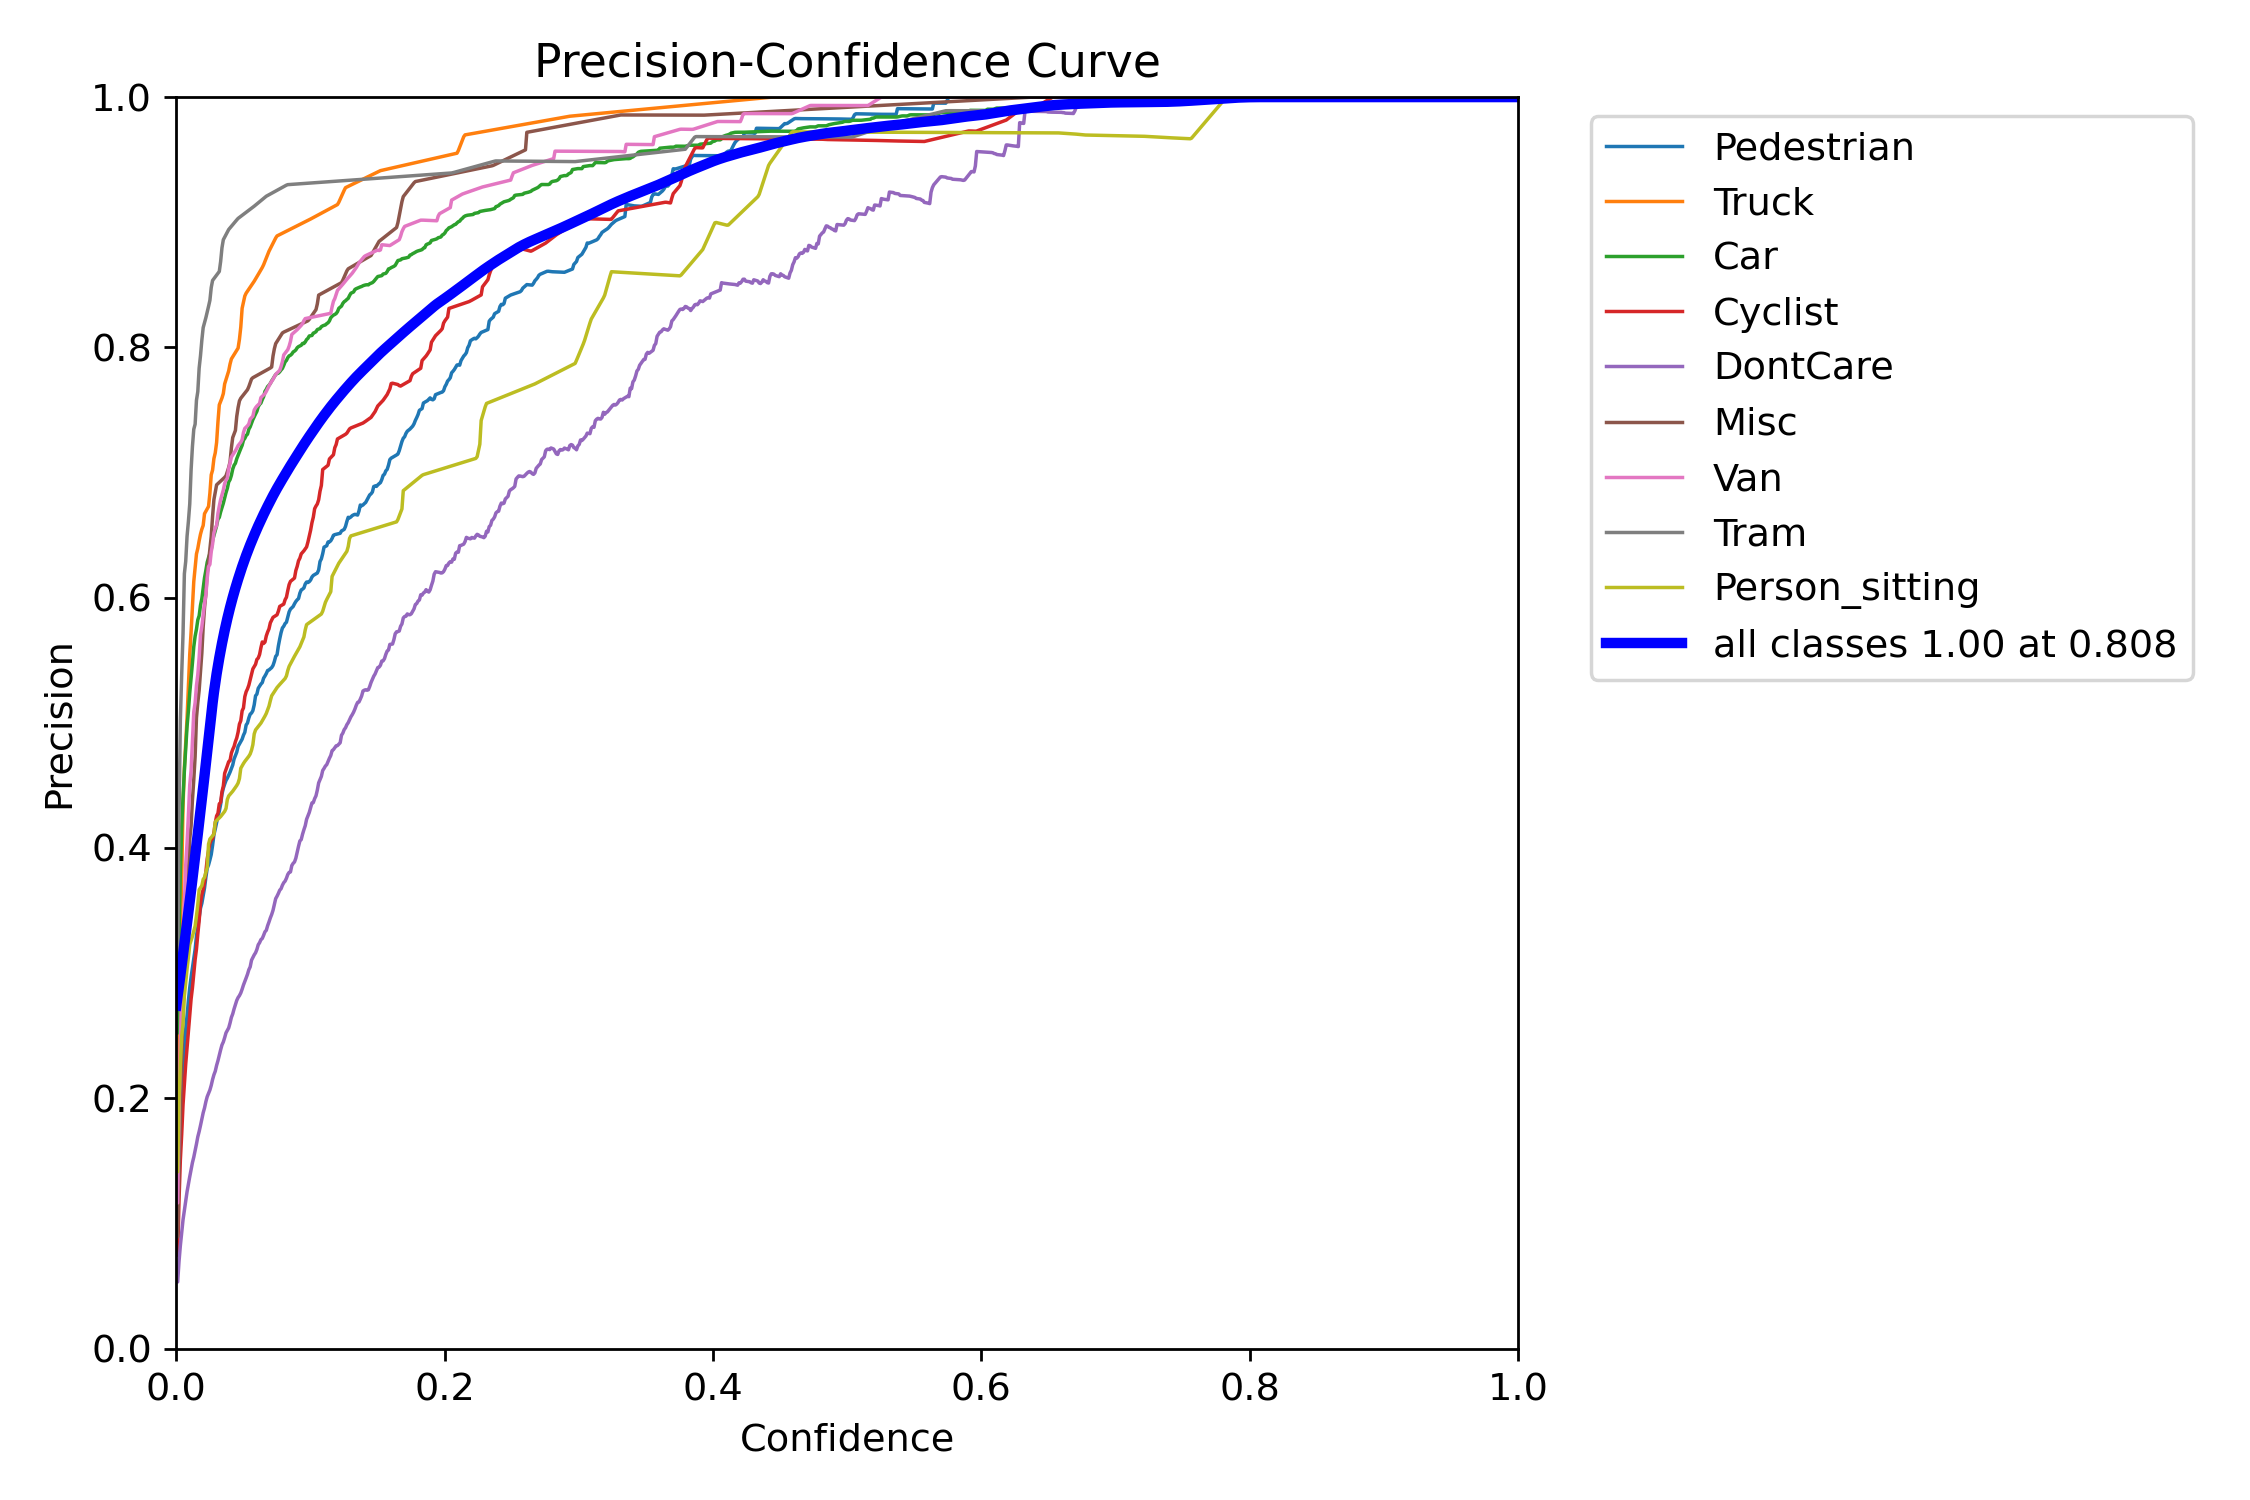 Precision-Confidence Curve
1.0
0.8
0.6
0.4
0.2
0.0
Precision
0.0 0.2 0.4 0.6 0.8 1.0
Confidence
Pedestrian
Truck
Car
Cyclist
DontCare
Misc
Van
Tram
Person_sitting
all classes 1.00 at 0.808